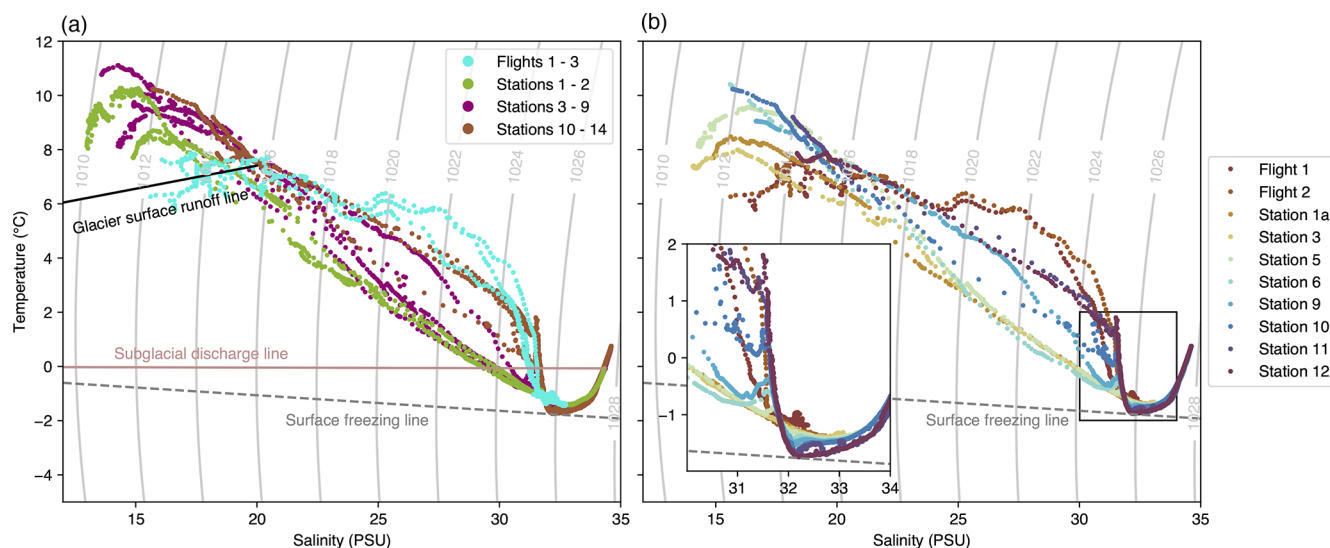 (a)
(b)
12
10
8
6
4
2
0
−2
−4
Temperature (°C)
Flights 1 - 3
Stations 1 - 2
Stations 3 - 9
Stations 10 - 14
1010
1012
1018
1020
1022
1024
1026
1028
Glacier surface runoff line
Subglacial discharge line
Surface freezing line
15
20
25
30
35
Salinity (PSU)
1010
1012
1018
1020
1022
1024
1026
1028
2
1
0
−1
31
32
33
34
Surface freezing line
15
20
25
30
35
Salinity (PSU)
Flight 1
Flight 2
Station 1a
Station 3
Station 5
Station 6
Station 9
Station 10
Station 11
Station 12